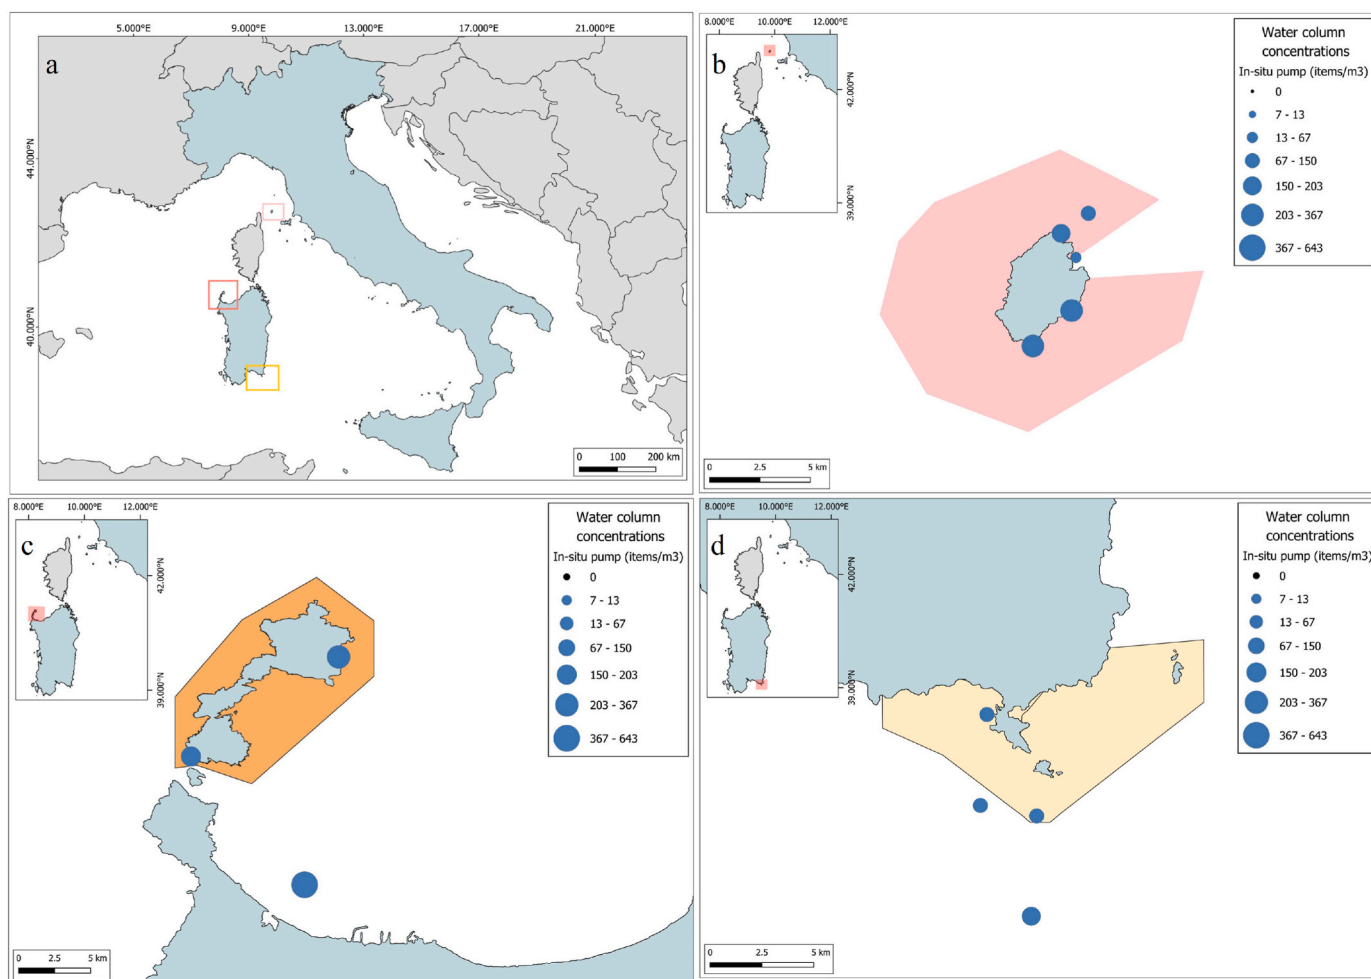 5.000°E 9.000°E 13.000°E 17.000°E 21.000°E
a
44.000°N
40.000°N
0 100 200 km
8.000°E 10.000°E 12.000°E
b
42.000°N
39.000°N
Water column
concentrations
In-situ pump (items/m3)
0
7 - 13
13 - 67
67 - 150
150 - 203
203 - 367
367 - 643
0 2.5 5 km
8.000°E 10.000°E 12.000°E
c
42.000°N
39.000°N
Water column
concentrations
In-situ pump (items/m3)
0
7 - 13
13 - 67
67 - 150
150 - 203
203 - 367
367 - 643
0 2.5 5 km
8.000°E 10.000°E 12.000°E
d
42.000°N
39.000°N
Water column
concentrations
In-situ pump (items/m3)
0
7 - 13
13 - 67
67 - 150
150 - 203
203 - 367
367 - 643
0 2.5 5 km